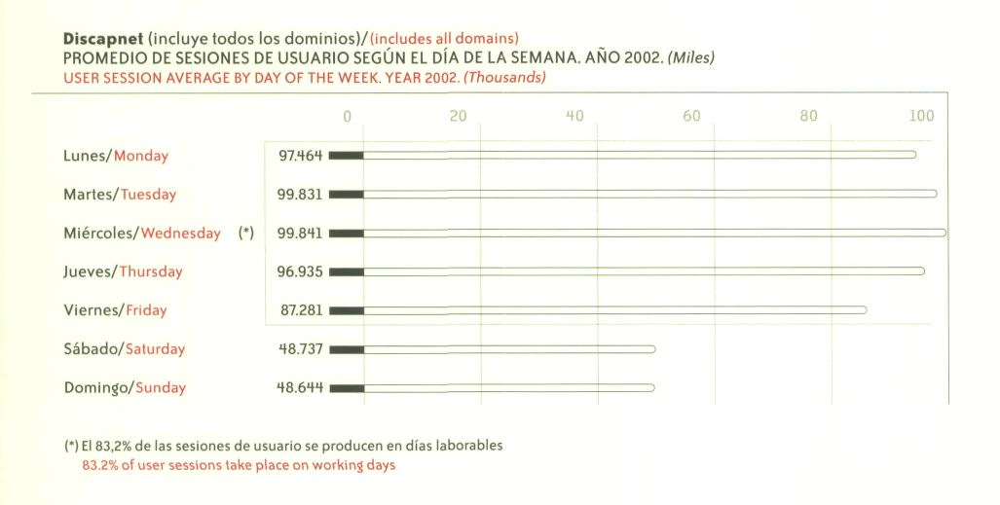 Discapnet (incluye todos los dominios)/(includes all domains)
PROMEDIO DE SESIONES DE USUARIO SEGÚN EL DÍA DE LA SEMANA. AÑO 2002. (Miles)
USER SESSION AVERAGE BY DAY OF THE WEEK. YEAR 2002. (Thousands)
0 20 40 60 80 100
Lunes/Monday 97.464
Martes/Tuesday 99.831
Miércoles/Wednesday (*) 99.841
Jueves/Thursday 96.935
Viernes/Friday 87.281
Sábado/Saturday 48.737
Domingo/Sunday 48.644
(*) El 83,2% de las sesiones de usuario se producen en días laborables
83.2% of user sessions take place on working days